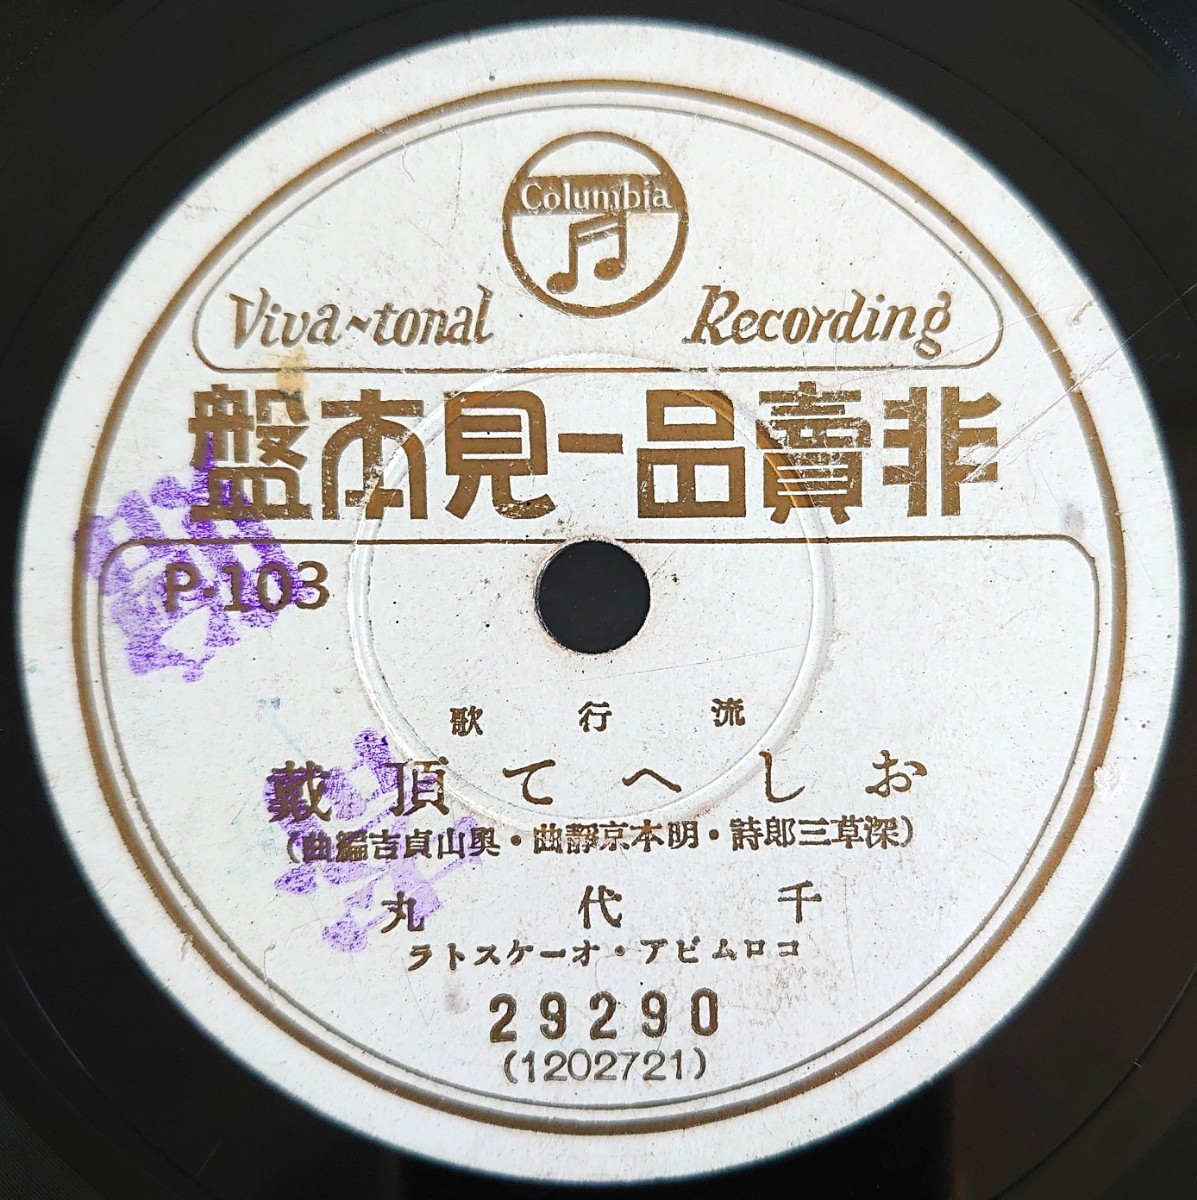 Columbia
Viva~tonal Recording
非賣品—見本盤
P·103
流行歌
おしへて頂戴
(深草三郎詩・明本京靜曲・奥山貞吉編曲)
千代丸
コロムビア・オーケストラ
29290
(1202721)